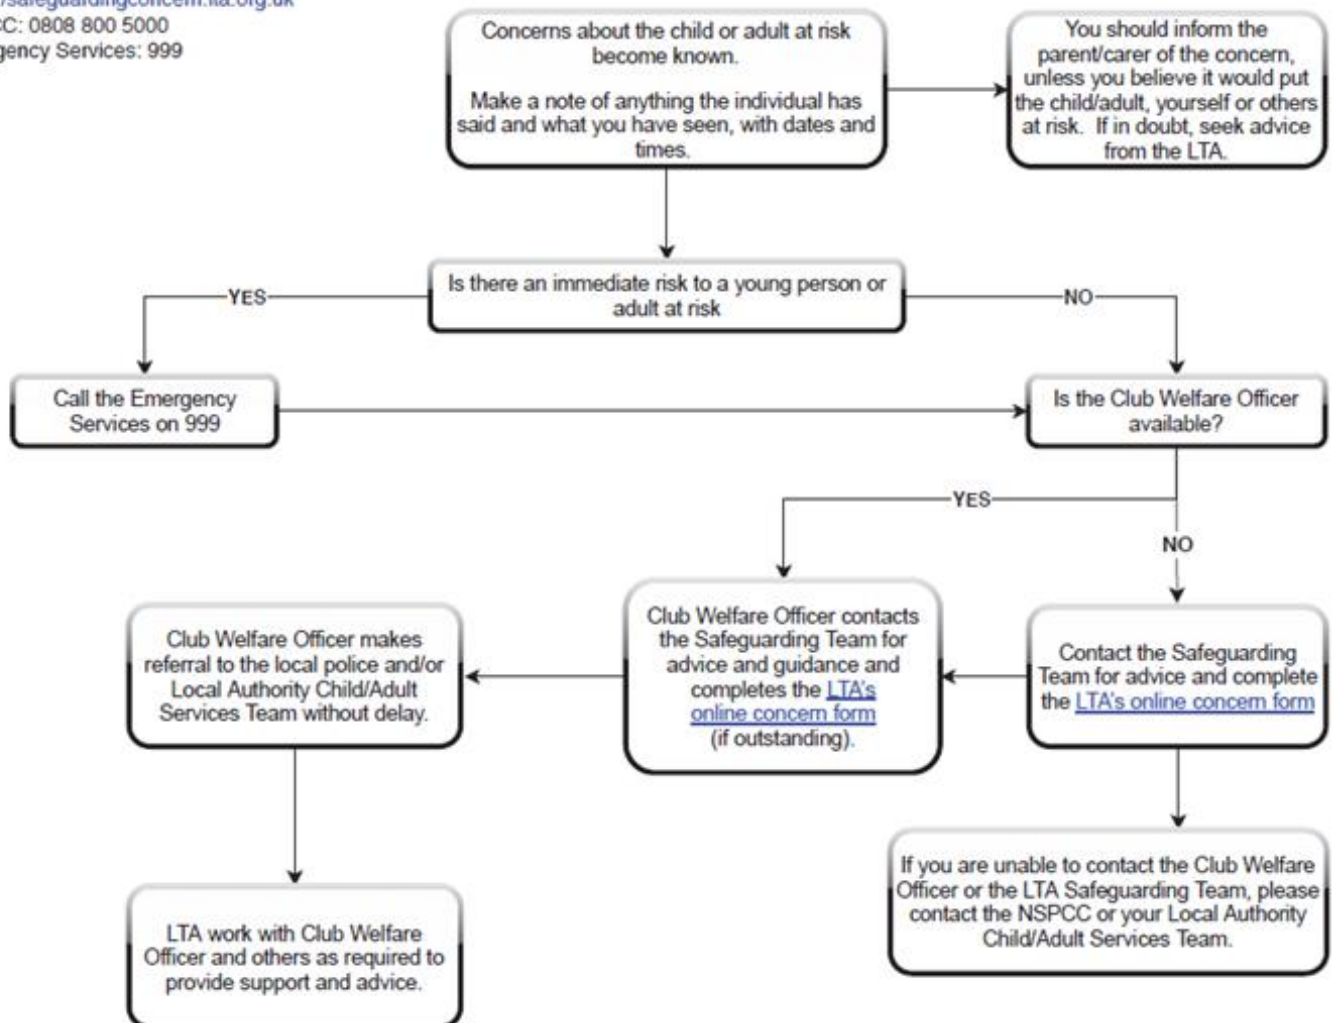 safeguardingconcern.lta.org.uk
CC: 0808 800 5000
gency Services: 999
Concerns about the child or adult at risk
become known.
Make a note of anything the individual has
said and what you have seen, with dates and
times.
You should inform the
parent/carer of the concern,
unless you believe it would put
the child/adult, yourself or others
at risk. If in doubt, seek advice
from the LTA.
Is there an immediate risk to a young person or
adult at risk
YES
NO
Call the Emergency
Services on 999
Is the Club Welfare Officer
available?
YES
NO
Club Welfare Officer makes
referral to the local police and/or
Local Authority Child/Adult
Services Team without delay.
Club Welfare Officer contacts
the Safeguarding Team for
advice and guidance and
completes the LTA's
online concern form
(if outstanding).
Contact the Safeguarding
Team for advice and complete
the LTA's online concern form
LTA work with Club Welfare
Officer and others as required to
provide support and advice.
If you are unable to contact the Club Welfare
Officer or the LTA Safeguarding Team, please
contact the NSPCC or your Local Authority
Child/Adult Services Team.